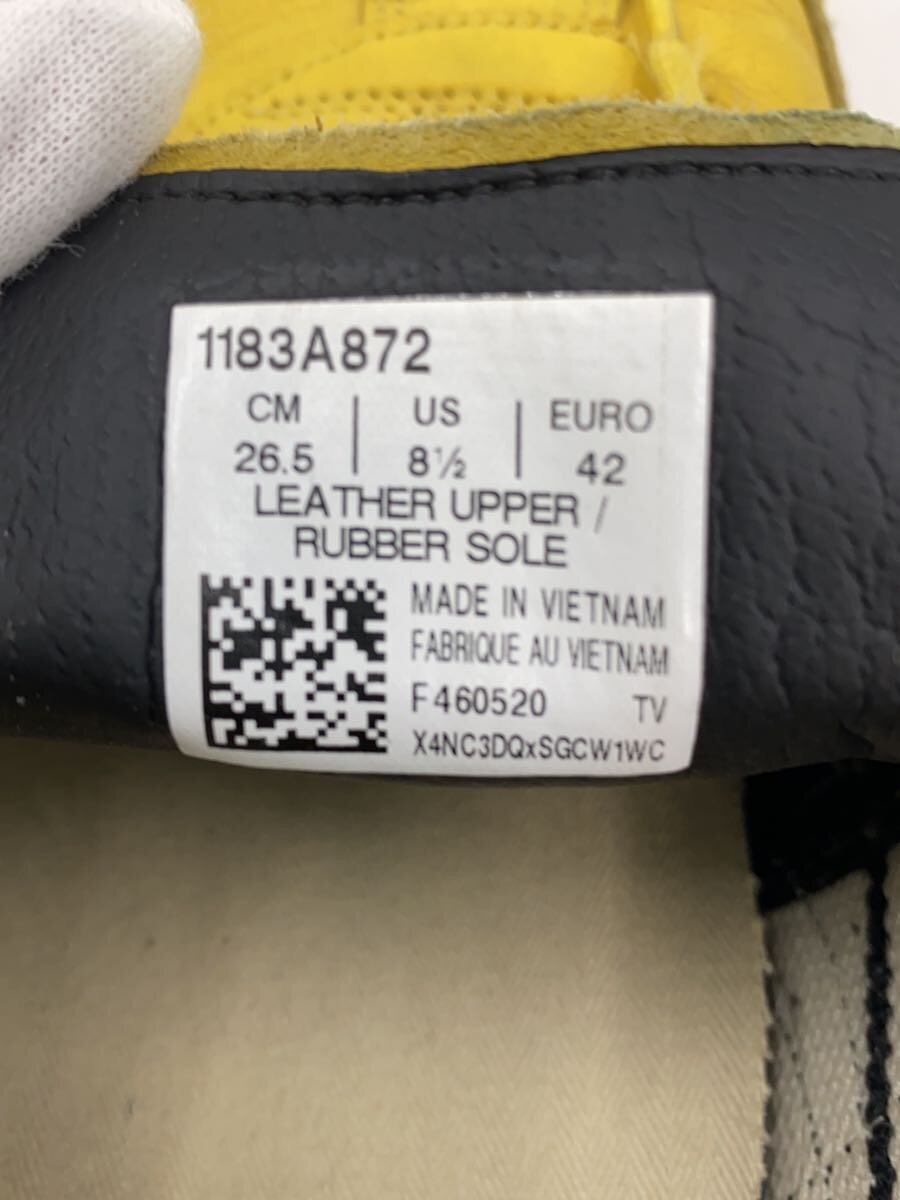 1183A872
CM | US | EURO
26.5 | 8½ | 42
LEATHER UPPER /
RUBBER SOLE
MADE IN VIETNAM
FABRIQUE AU VIETNAM
F460520 TV
X4NC3DQxSGCW1WC